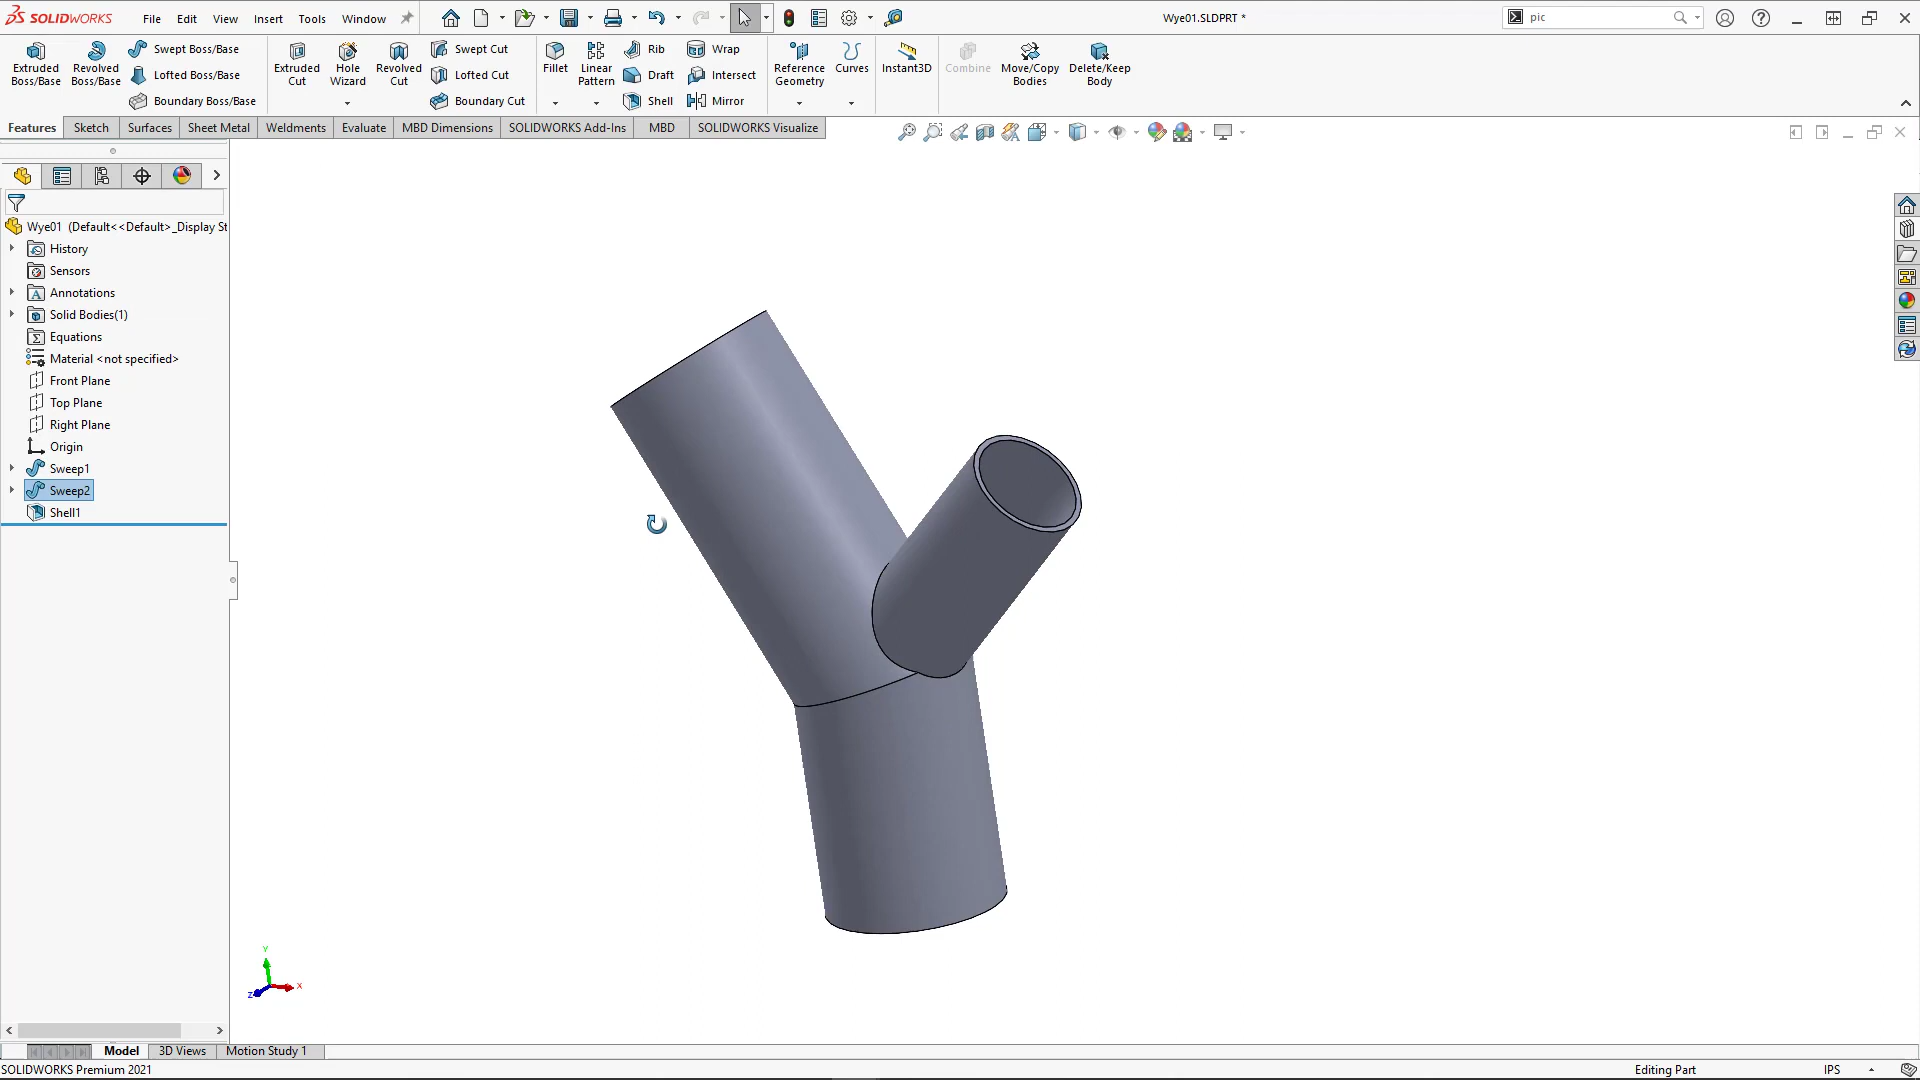 SOLIDWORKS File Edit View Insert Tools Window Wye01.SLDPRT * pic
Extruded Boss/Base
Revolved Boss/Base
Swept Boss/Base
Lofted Boss/Base
Boundary Boss/Base
Extruded Cut
Hole Wizard
Revolved Cut
Swept Cut
Lofted Cut
Boundary Cut
Fillet
Linear Pattern
Rib
Draft
Shell
Wrap
Intersect
Mirror
Reference Geometry
Curves
Instant3D
Combine
Move/Copy Bodies
Delete/Keep Body
Features Sketch Surfaces Sheet Metal Weldments Evaluate MBD Dimensions SOLIDWORKS Add-Ins MBD SOLIDWORKS Visualize
Wye01 (Default<<Default>_Display St
History
Sensors
Annotations
Solid Bodies(1)
Equations
Material <not specified>
Front Plane
Top Plane
Right Plane
Origin
Sweep1
Sweep2
Shell1
Y
X
Z
Model 3D Views Motion Study 1
SOLIDWORKS Premium 2021 Editing Part IPS